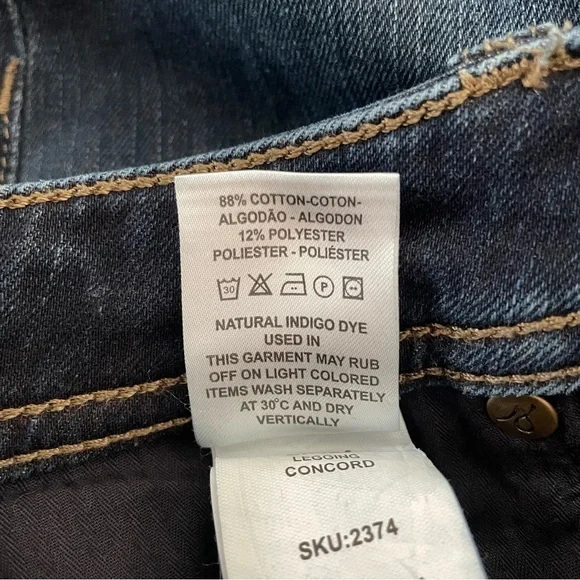 88% COTTON-COTON-
ALGODÃO - ALGODON
12% POLYESTER
POLIESTER - POLIÉSTER
30 P
NATURAL INDIGO DYE
USED IN
THIS GARMENT MAY RUB
OFF ON LIGHT COLORED
ITEMS WASH SEPARATELY
AT 30°C AND DRY
VERTICALLY
LEGGING
CONCORD
SKU:2374